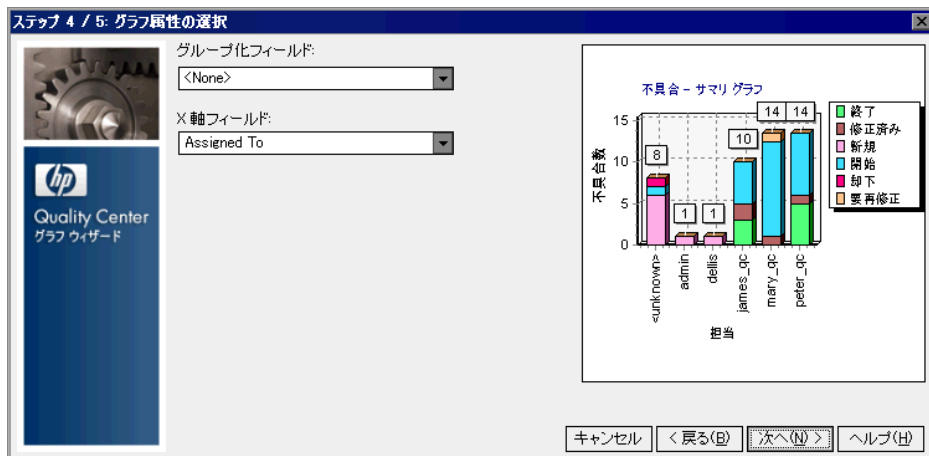 ステップ 4 / 5: グラフ属性の選択
グループ化フィールド:
<None>
X 軸フィールド:
Assigned To
hp
Quality Center
グラフ ウィザード
不具合 - サマリ グラフ
不具合数
15
10
5
0
8
1
1
10
14
14
<unknown>
admin
dellis
james_qc
mary_qc
peter_qc
担当
終了
修正済み
新規
開始
却下
要再修正
キャンセル
< 戻る(B)
次へ(N) >
ヘルプ(H)